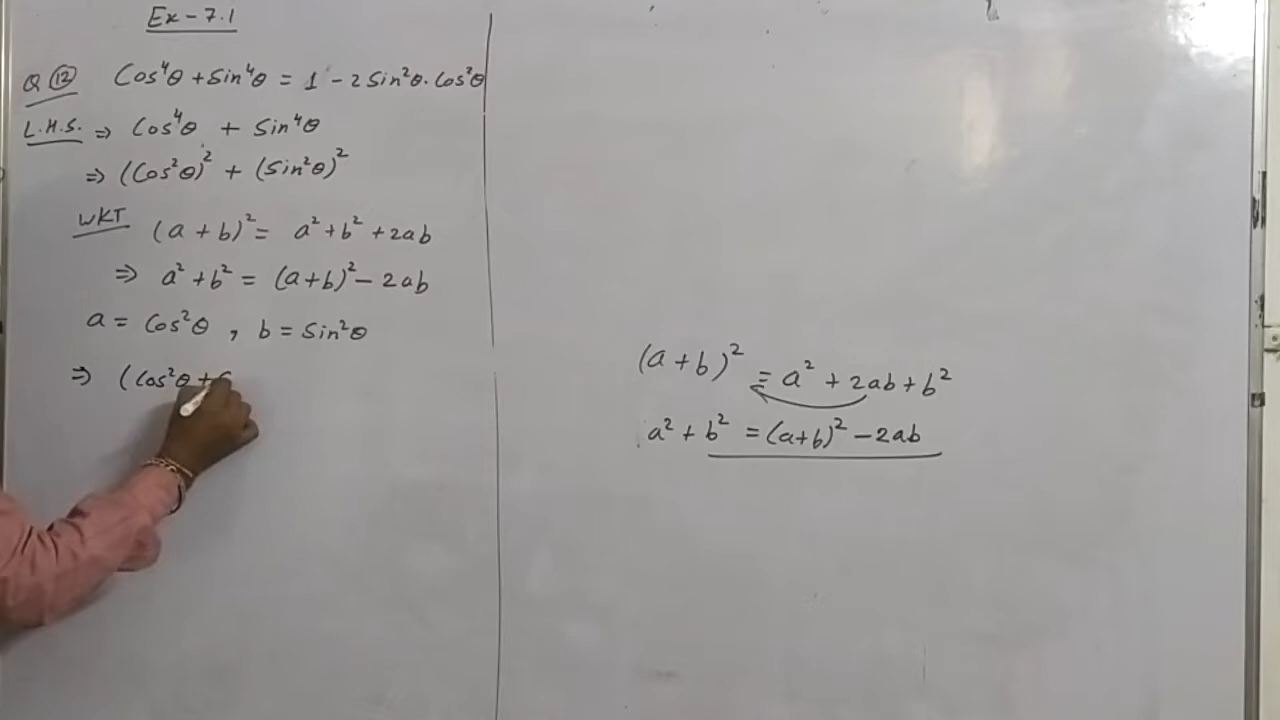 Ex - 7.1
Q (12) Cos⁴θ + Sin⁴θ = 1 - 2 Sin²θ. Cos²θ
L.H.S. ⇒ Cos⁴θ + Sin⁴θ
⇒ (Cos²θ)² + (Sin²θ)²
WKT (a + b)² = a² + b² + 2ab
⇒ a² + b² = (a+b)² - 2ab
a = Cos²θ , b = Sin²θ
⇒ (Cos²θ +
(a + b)² = a² + 2ab + b²
a² + b² = (a+b)² - 2ab